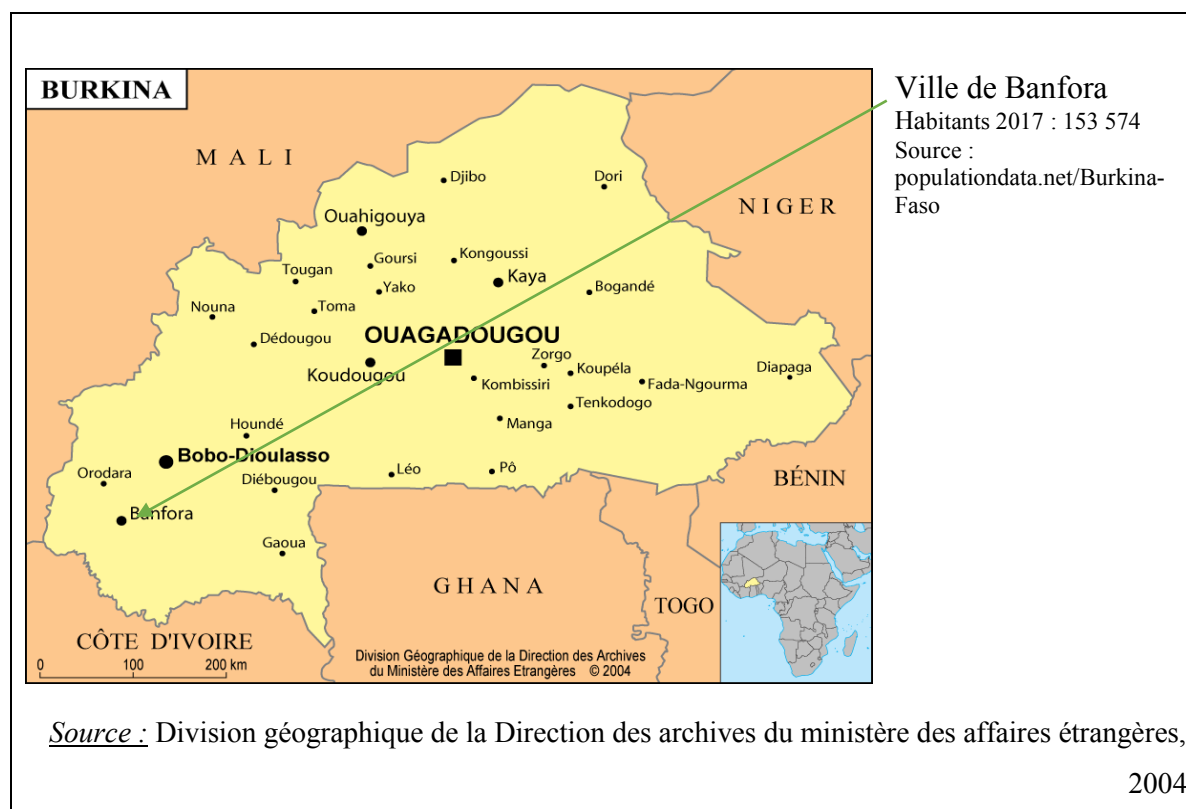 BURKINA
Ville de Banfora
Habitants 2017 : 153 574
Source :
populationdata.net/Burkina-
Faso
MALI
Djibo
Dori
NIGER
Ouahigouya
Goursi
Kongoussi
Tougan
Kaya
Yako
Bogandé
Nouna
Toma
OUAGADOUGOU
Dédougou
Zorgo
Koudougou
Koupéla
Diapaga
Kombissiri
Fada-Ngourma
Tenkodogo
Manga
Houndé
Bobo-Dioulasso
Orodara
Léo
Pô
BÉNIN
Diébougou
Banfora
Gaoua
GHANA
TOGO
CÔTE D'IVOIRE
0 100 200 km
Division Géographique de la Direction des Archives
du Ministère des Affaires Etrangères © 2004
Source : Division géographique de la Direction des archives du ministère des affaires étrangères,
2004